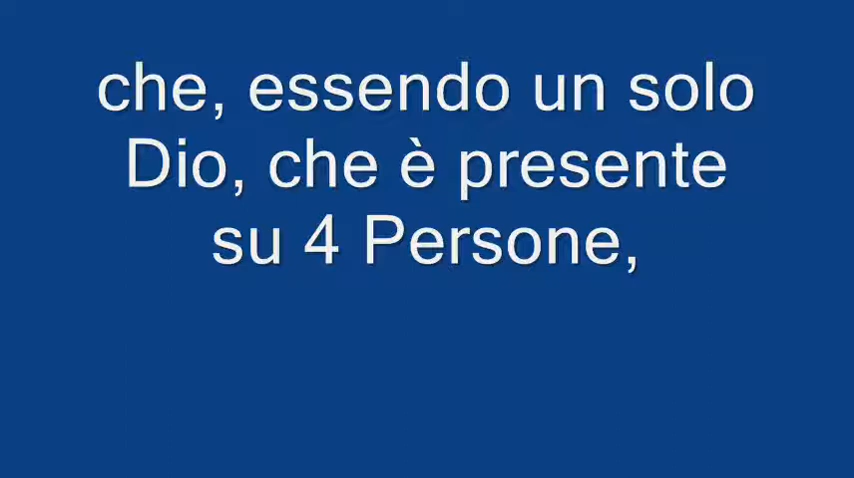 che, essendo un solo
Dio, che è presente
su 4 Persone,